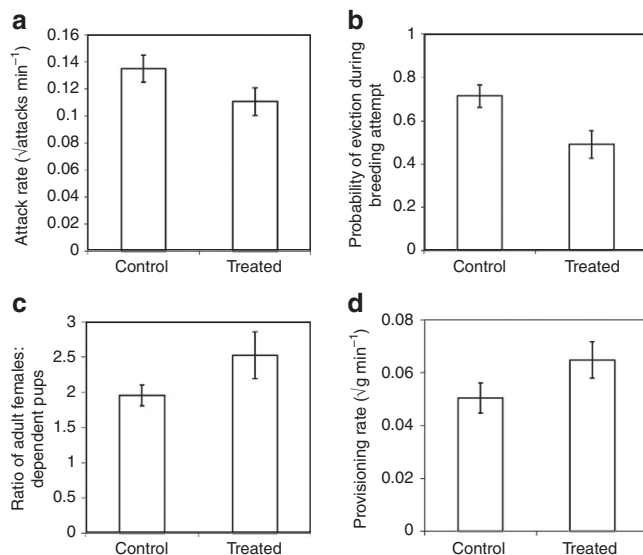 a
Attack rate (√attacks min⁻¹)
0.16
0.14
0.12
0.1
0.08
0.06
0.04
0.02
0
Control Treated
b
Probability of eviction during
breeding attempt
1
0.8
0.6
0.4
0.2
0
Control Treated
c
Ratio of adult females:
dependent pups
3
2.5
2
1.5
1
0.5
0
Control Treated
d
Provisioning rate (√g min⁻¹)
0.08
0.06
0.04
0.02
0
Control Treated